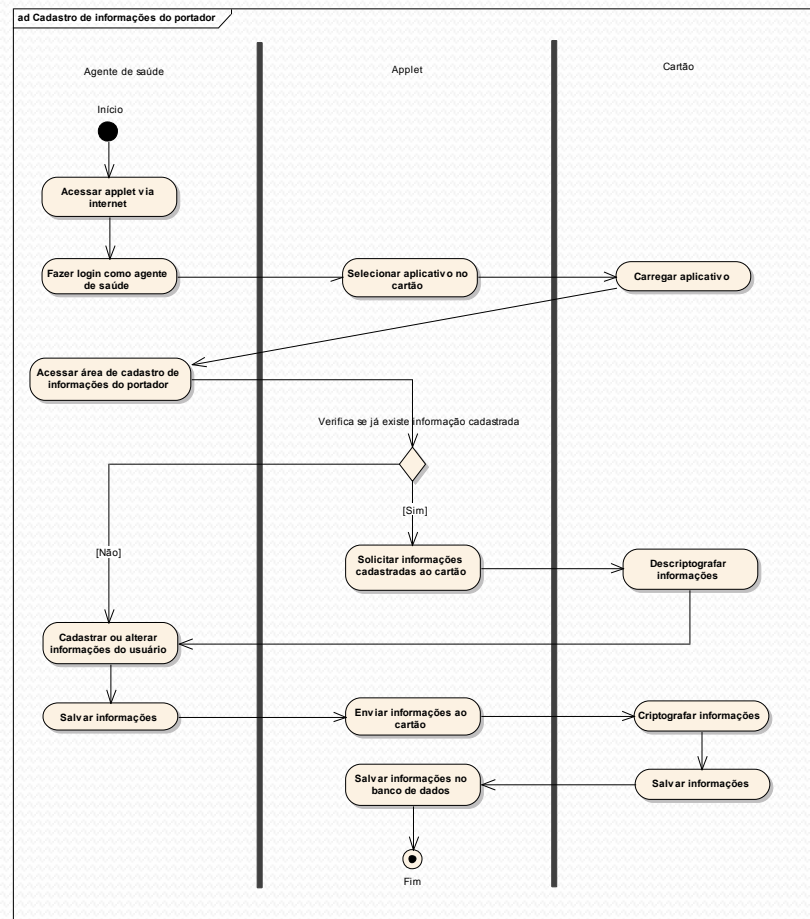 ad Cadastro de informações do portador
Agente de saúde
Applet
Cartão
Início
Acessar applet via
internet
Fazer login como agente
de saúde
Selecionar aplicativo no
cartão
Carregar aplicativo
Acessar área de cadastro de
informações do portador
Verifica se já existe informação cadastrada
[Sim]
[Não]
Solicitar informações
cadastradas ao cartão
Descriptografar
informações
Cadastrar ou alterar
informações do usuário
Salvar informações
Enviar informações ao
cartão
Criptografar informações
Salvar informações no
banco de dados
Salvar informações
Fim